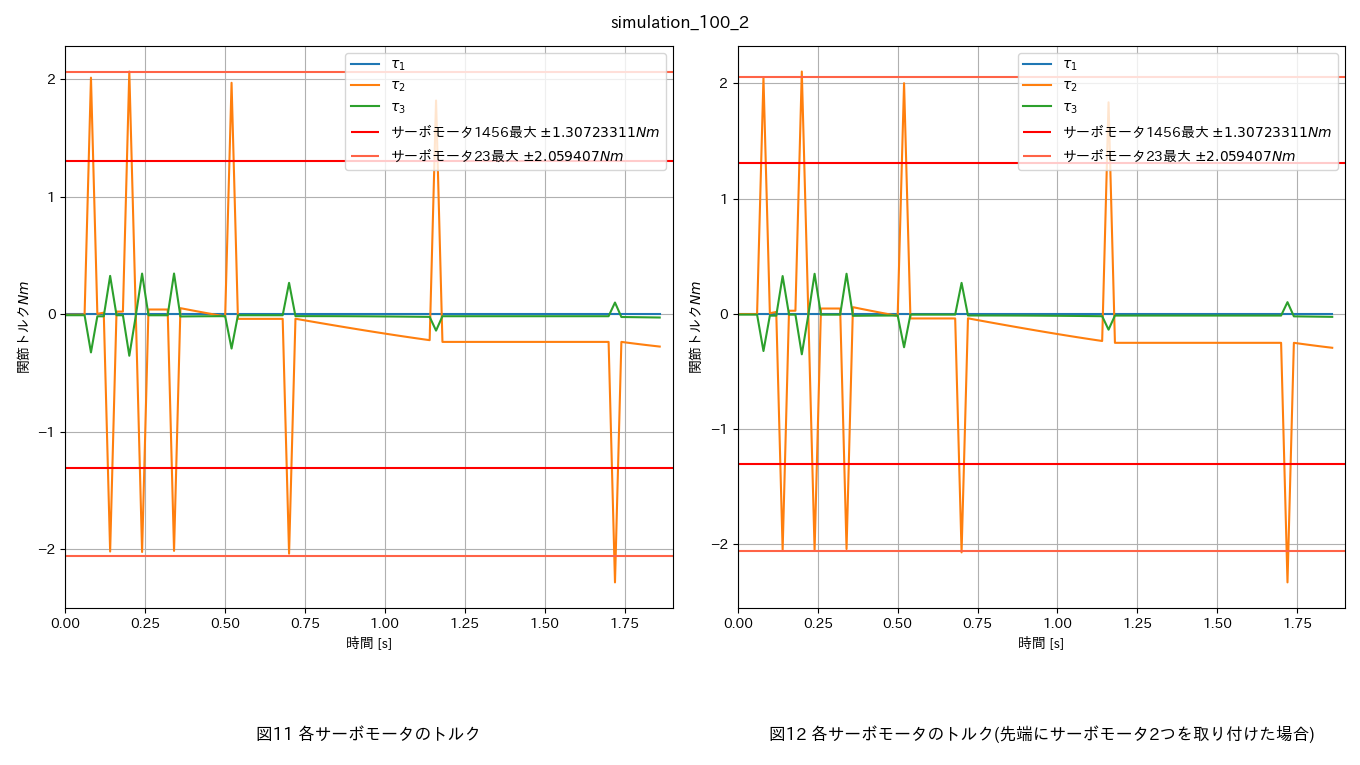 simulation_100_2
τ1
τ2
τ3
サーボモータ1456最大 ±1.30723311Nm
サーボモータ23最大 ±2.059407Nm
2
1
0
−1
−2
関節トルクNm
0.00 0.25 0.50 0.75 1.00 1.25 1.50 1.75
時間 [s]
図11 各サーボモータのトルク
τ1
τ2
τ3
サーボモータ1456最大 ±1.30723311Nm
サーボモータ23最大 ±2.059407Nm
2
1
0
−1
−2
関節トルクNm
0.00 0.25 0.50 0.75 1.00 1.25 1.50 1.75
時間 [s]
図12 各サーボモータのトルク(先端にサーボモータ2つを取り付けた場合)